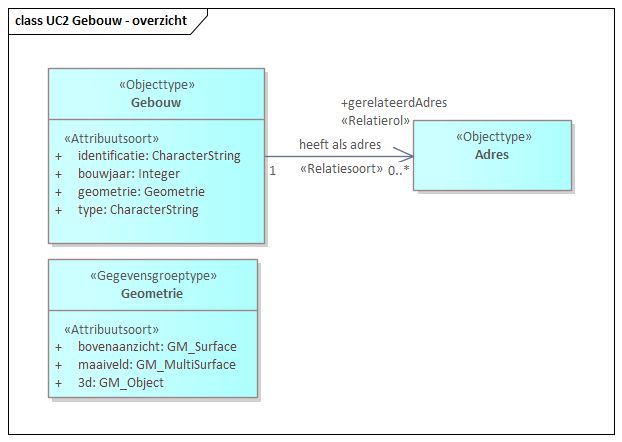 class UC2 Gebouw - overzicht
«Objecttype»
Gebouw
«Attribuutsoort»
+ identificatie: CharacterString
+ bouwjaar: Integer
+ geometrie: Geometrie
+ type: CharacterString
+gerelateerdAdres
«Relatierol»
heeft als adres
1 «Relatiesoort» 0..*
«Objecttype»
Adres
«Gegevensgroeptype»
Geometrie
«Attribuutsoort»
+ bovenaanzicht: GM_Surface
+ maaiveld: GM_MultiSurface
+ 3d: GM_Object